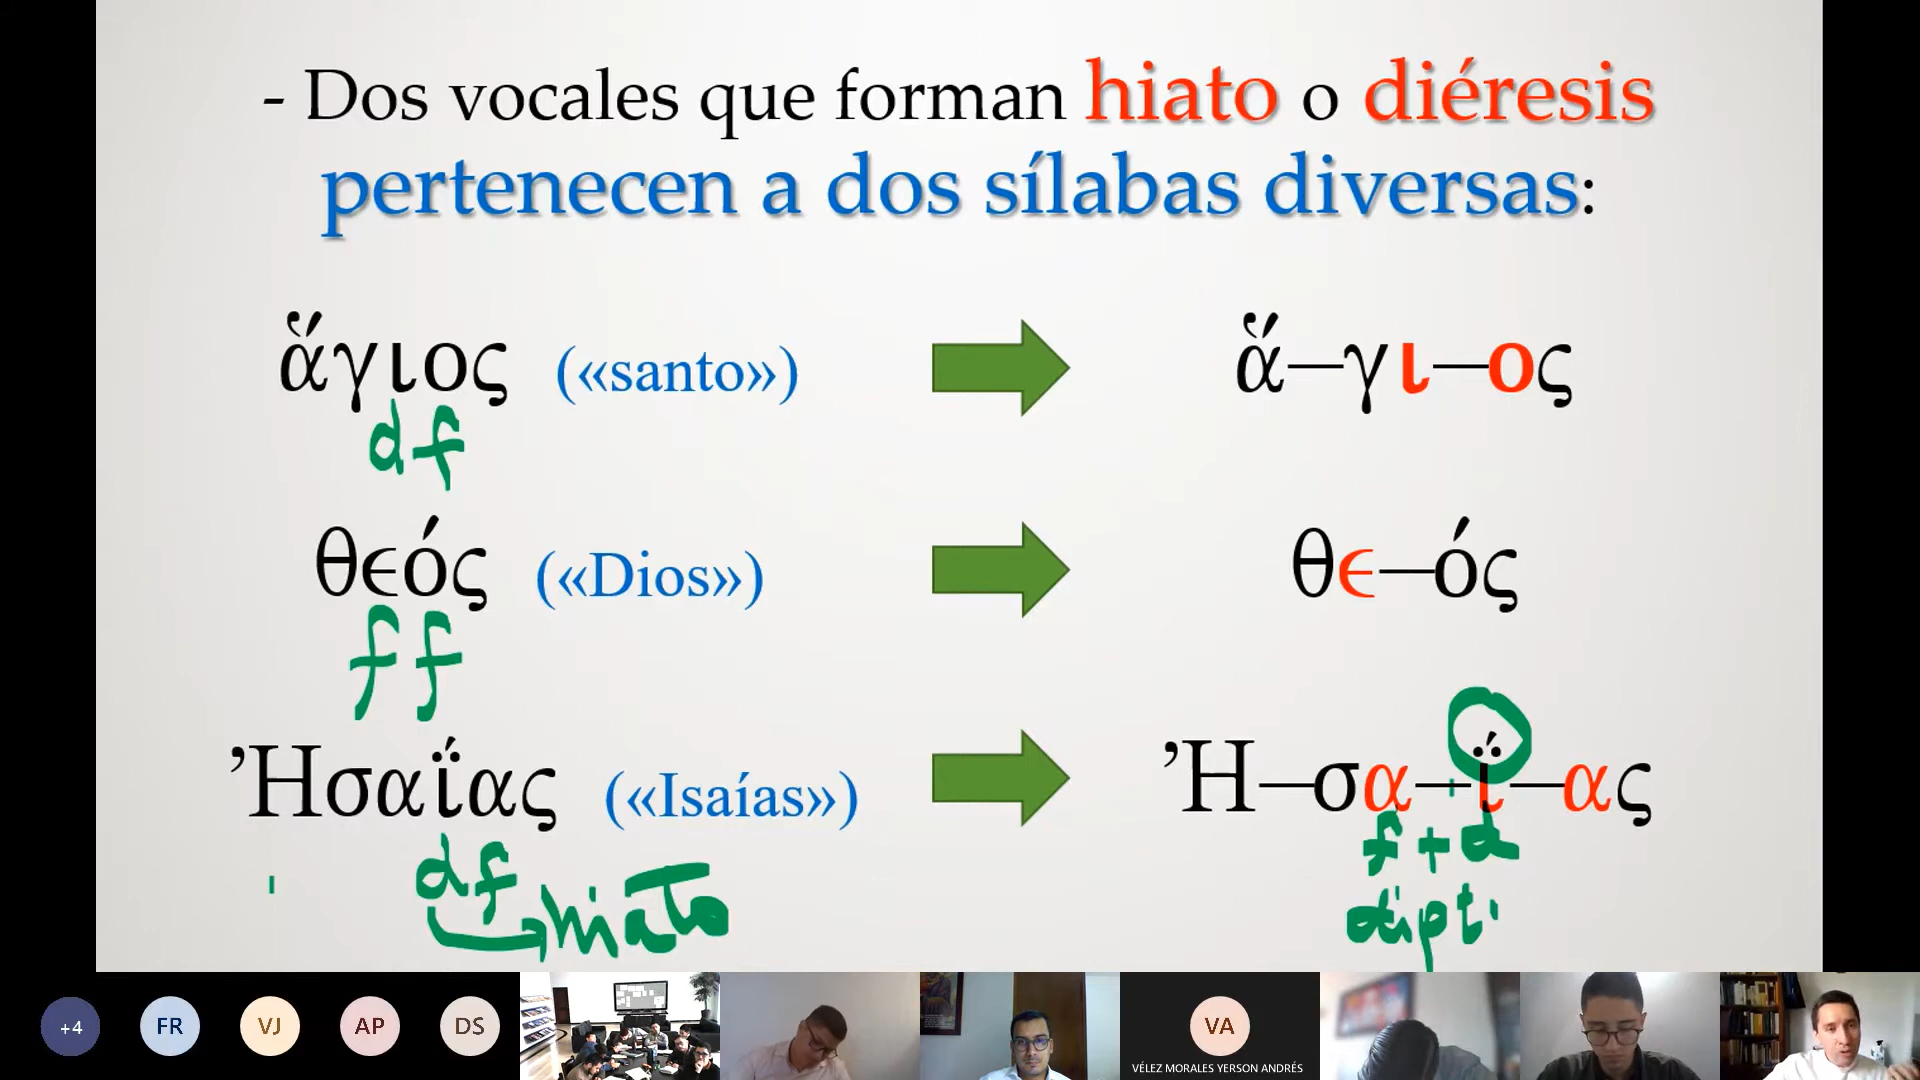 - Dos vocales que forman hiato o diéresis
pertenecen a dos sílabas diversas:
ἅγιος («santo») ἅ–γι–ος
df
θεός («Dios») θε–ός
ff
Ἠσαΐας («Isaías») Ἠ–σα–ΐ–ας
df f+d
hiato dipt.
+4 FR VJ AP DS VA
VÉLEZ MORALES YERSON ANDRÉS